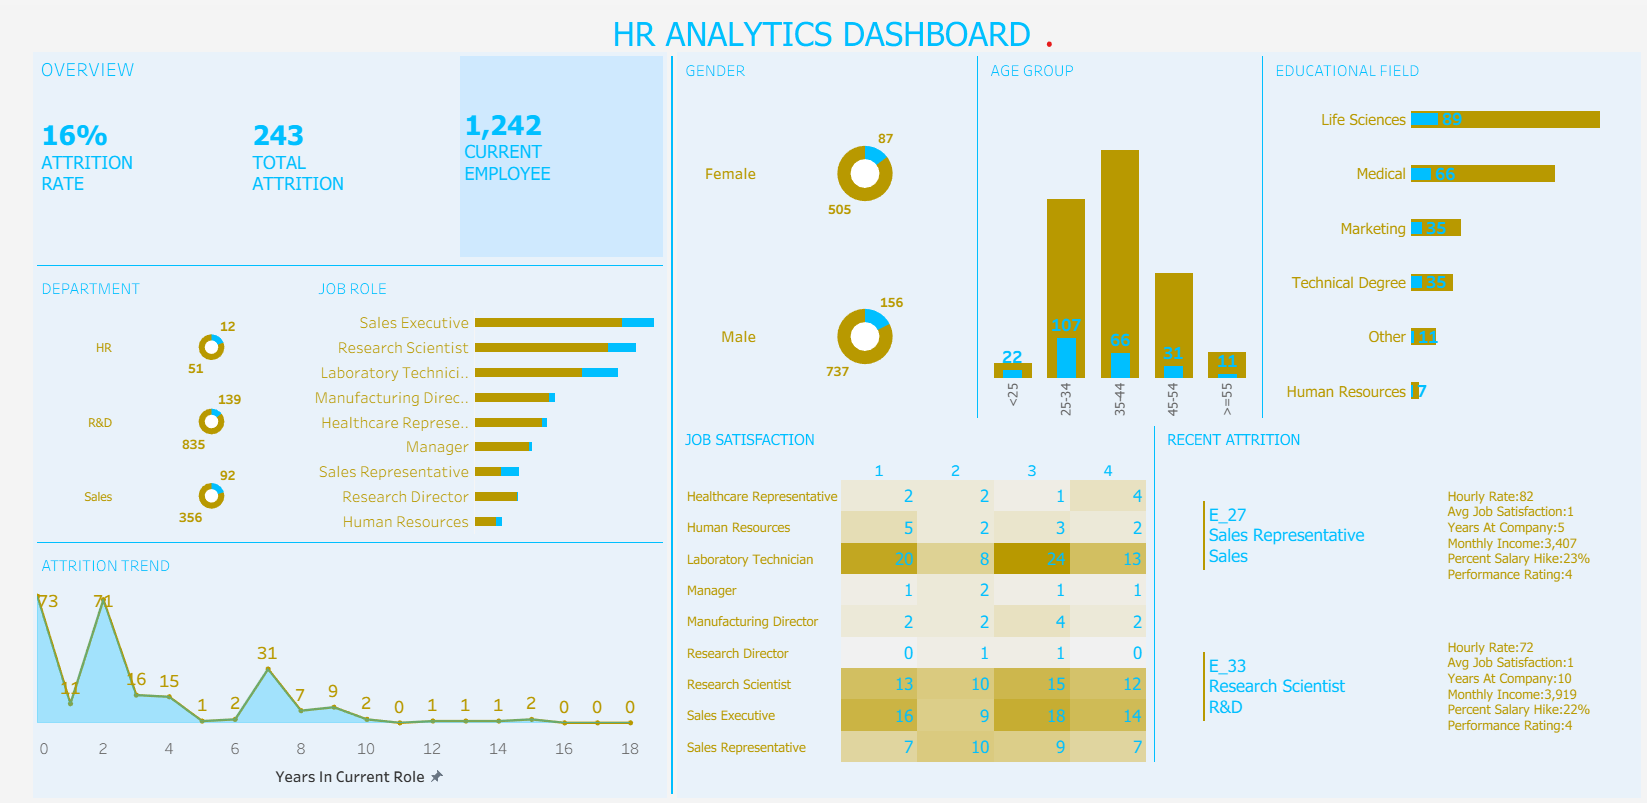 HR ANALYTICS DASHBOARD .
OVERVIEW
16%
ATTRITION
RATE
243
TOTAL
ATTRITION
1,242
CURRENT
EMPLOYEE
DEPARTMENT
HR
12
51
R&D
139
835
Sales
92
356
JOB ROLE
Sales Executive
Research Scientist
Laboratory Technici..
Manufacturing Direc..
Healthcare Represe..
Manager
Sales Representative
Research Director
Human Resources
ATTRITION TREND
73 11 71 16 15 1 2 31 7 9 2 0 1 1 1 2 0 0 0
0 2 4 6 8 10 12 14 16 18
Years In Current Role
GENDER
Female
87
505
Male
156
737
AGE GROUP
22 107 66 31 11
<25 25-34 35-44 45-54 >=55
EDUCATIONAL FIELD
Life Sciences 89
Medical 66
Marketing 35
Technical Degree 35
Other 11
Human Resources 7
JOB SATISFACTION
1 2 3 4
Healthcare Representative 2 2 1 4
Human Resources 5 2 3 2
Laboratory Technician 20 8 24 13
Manager 1 2 1 1
Manufacturing Director 2 2 4 2
Research Director 0 1 1 0
Research Scientist 13 10 15 12
Sales Executive 16 9 18 14
Sales Representative 7 10 9 7
RECENT ATTRITION
E_27
Sales Representative
Sales
Hourly Rate:82
Avg Job Satisfaction:1
Years At Company:5
Monthly Income:3,407
Percent Salary Hike:23%
Performance Rating:4
E_33
Research Scientist
R&D
Hourly Rate:72
Avg Job Satisfaction:1
Years At Company:10
Monthly Income:3,919
Percent Salary Hike:22%
Performance Rating:4